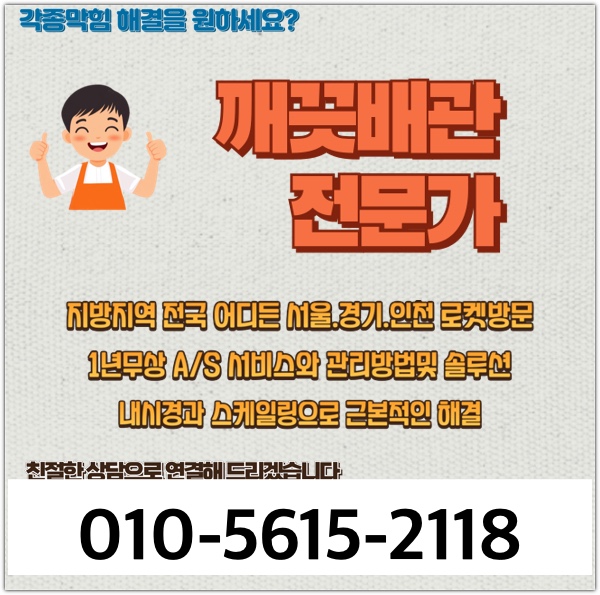 각종막힘 해결을 원하세요?
깨끗배관
전문가
지방지역 전국 어디든 서울.경기.인천 로켓방문
1년무상 A/S 서비스와 관리방법및 솔루션
내시경과 스케일링으로 근본적인 해결
친절한 상담으로 연결해 드리겠습니다
010-5615-2118